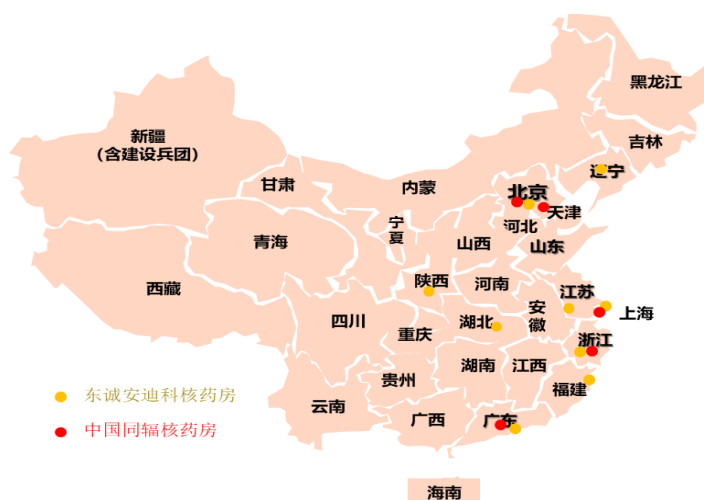 黑龙江
新疆
(含建设兵团)
吉林
辽宁
甘肃
内蒙
北京
天津
宁
夏
河北
青海
山西
山东
陕西
河南
西藏
江苏
上海
四川
湖北
安
徽
重庆
浙江
湖南
江西
贵州
福建
东诚安迪科核药房
云南
广西
广东
中国同辐核药房
海南